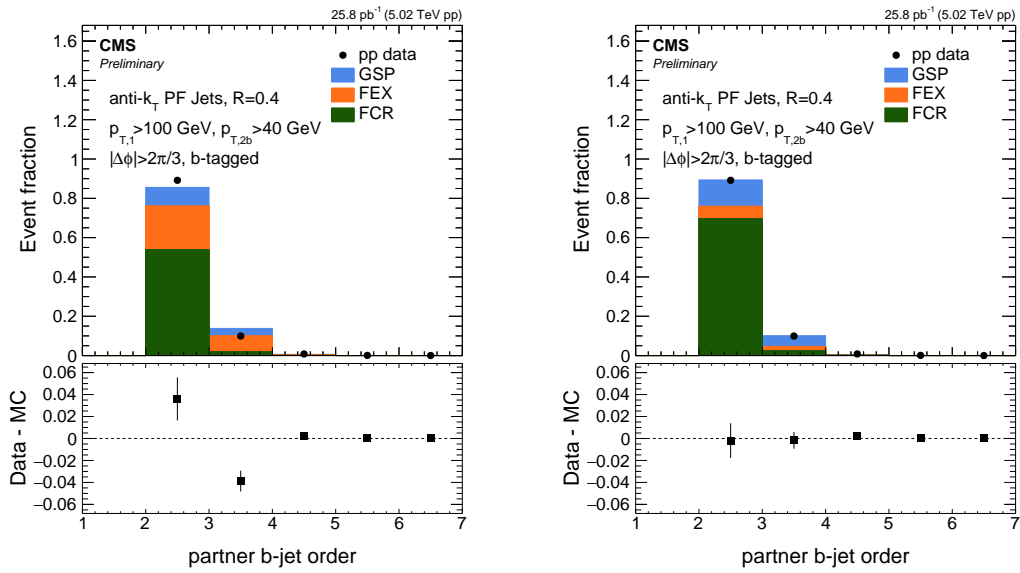 25.8 pb⁻¹ (5.02 TeV pp)
CMS
Preliminary
pp data
GSP
FEX
FCR
anti-k_T PF Jets, R=0.4
p_T,1>100 GeV, p_T,2b>40 GeV
|Δϕ|>2π/3, b-tagged
Event fraction
1.6
1.4
1.2
1
0.8
0.6
0.4
0.2
0
Data - MC
0.06
0.04
0.02
0
−0.02
−0.04
−0.06
1 2 3 4 5 6 7
partner b-jet order
25.8 pb⁻¹ (5.02 TeV pp)
CMS
Preliminary
pp data
GSP
FEX
FCR
anti-k_T PF Jets, R=0.4
p_T,1>100 GeV, p_T,2b>40 GeV
|Δϕ|>2π/3, b-tagged
Event fraction
1.6
1.4
1.2
1
0.8
0.6
0.4
0.2
0
Data - MC
0.06
0.04
0.02
0
−0.02
−0.04
−0.06
1 2 3 4 5 6 7
partner b-jet order